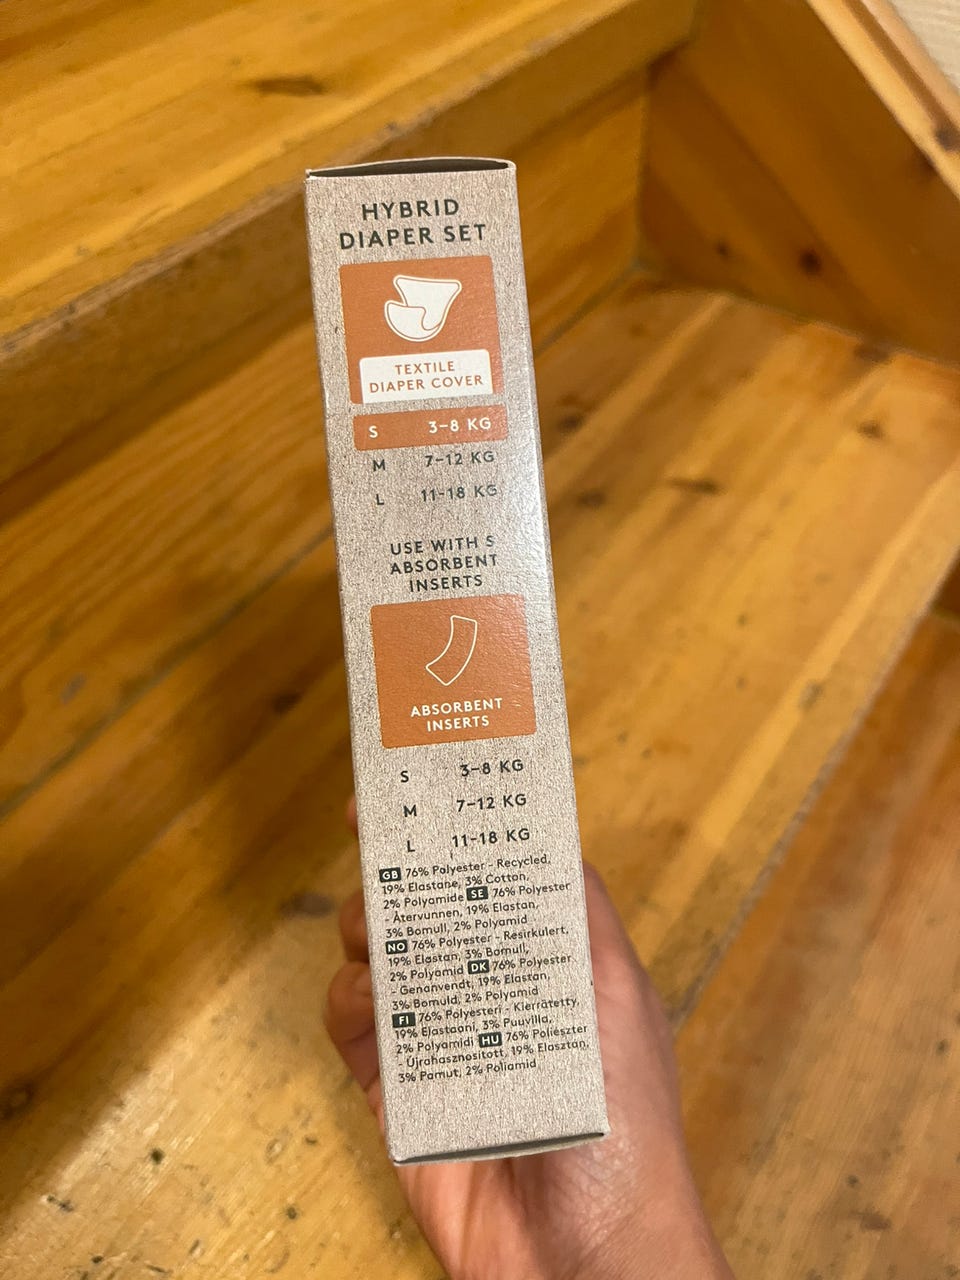 HYBRID
DIAPER SET
TEXTILE
DIAPER COVER
S 3-8 KG
M 7-12 KG
L 11-18 KG
USE WITH S
ABSORBENT
INSERTS
ABSORBENT
INSERTS
S 3-8 KG
M 7-12 KG
L 11-18 KG
GB 76% Polyester - Recycled,
19% Elastane, 3% Cotton,
2% Polyamide SE 76% Polyester
- Återvunnen, 19% Elastan,
3% Bomull, 2% Polyamid
NO 76% Polyester - Resirkulert,
19% Elastan, 3% Bomull,
2% Polyamid DK 76% Polyester
- Genanvendt, 19% Elastan,
3% Bomuld, 2% Polyamid
FI 76% Polyesteri - Kierrätetty,
19% Elastaani, 3% Puuvilla,
2% Polyamidi HU 76% Poliészter
- Újrahasznosított, 19% Elasztán,
3% Pamut, 2% Poliamid